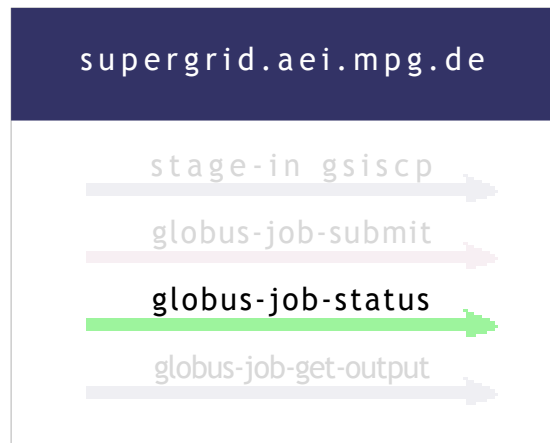 supergrid.aei.mpg.de
stage-in gsiscp
globus-job-submit
globus-job-status
globus-job-get-output